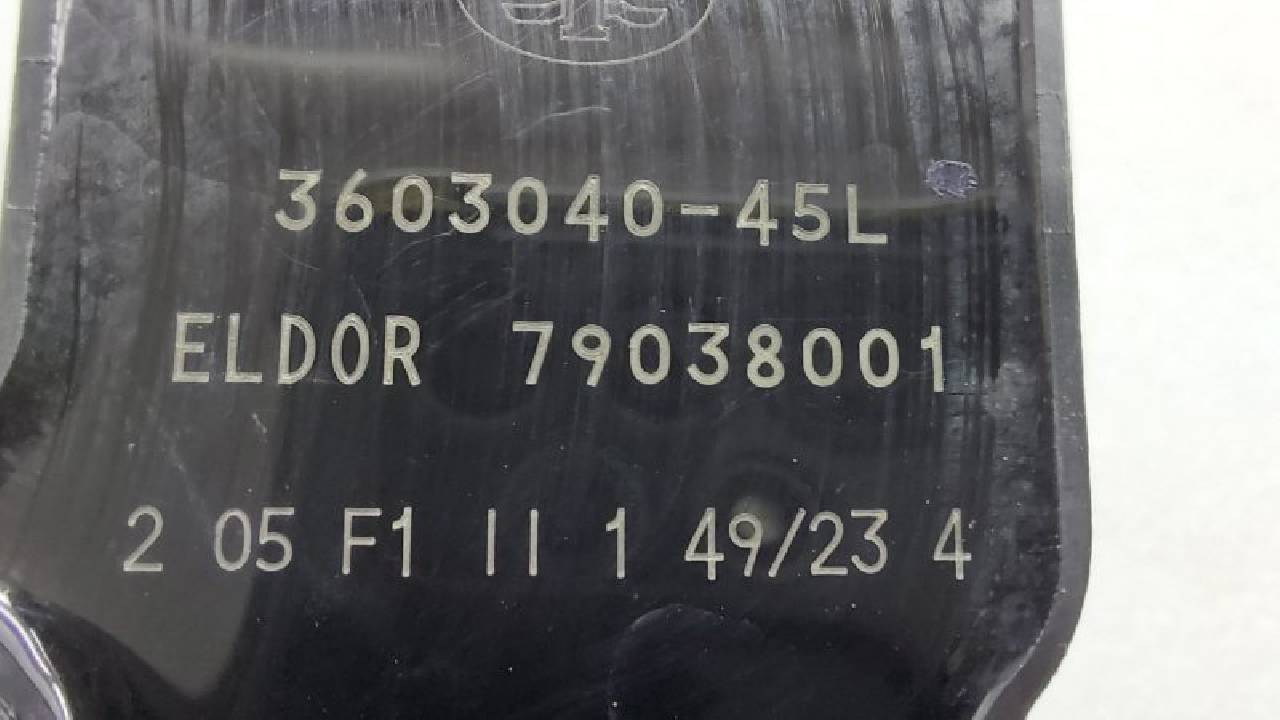 3603040-45L
ELDOR 79038001
2 05 F1 II 1 49/23 4